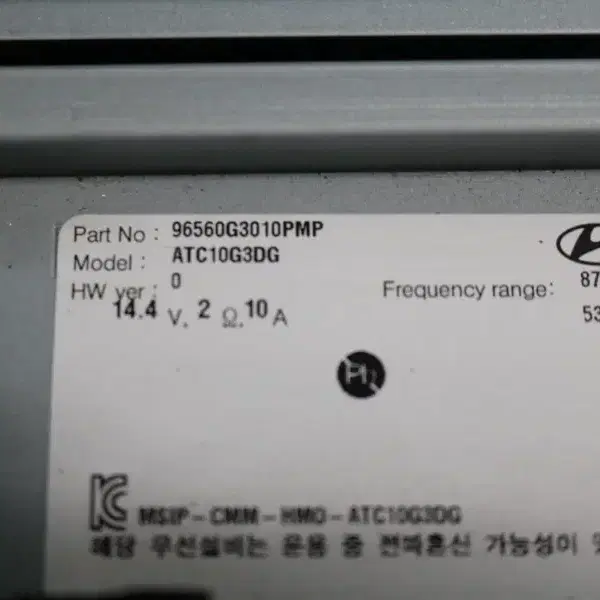 Part No : 96560G3010PMP
Model : ATC10G3DG
HW ver : 0
14.4 V, 2 Ω, 10 A
Frequency range: 87
53
Pb
MSIP-CMM-HMO-ATC10G3DG
해당 무선설비는 운용 중 전파혼신 가능성이